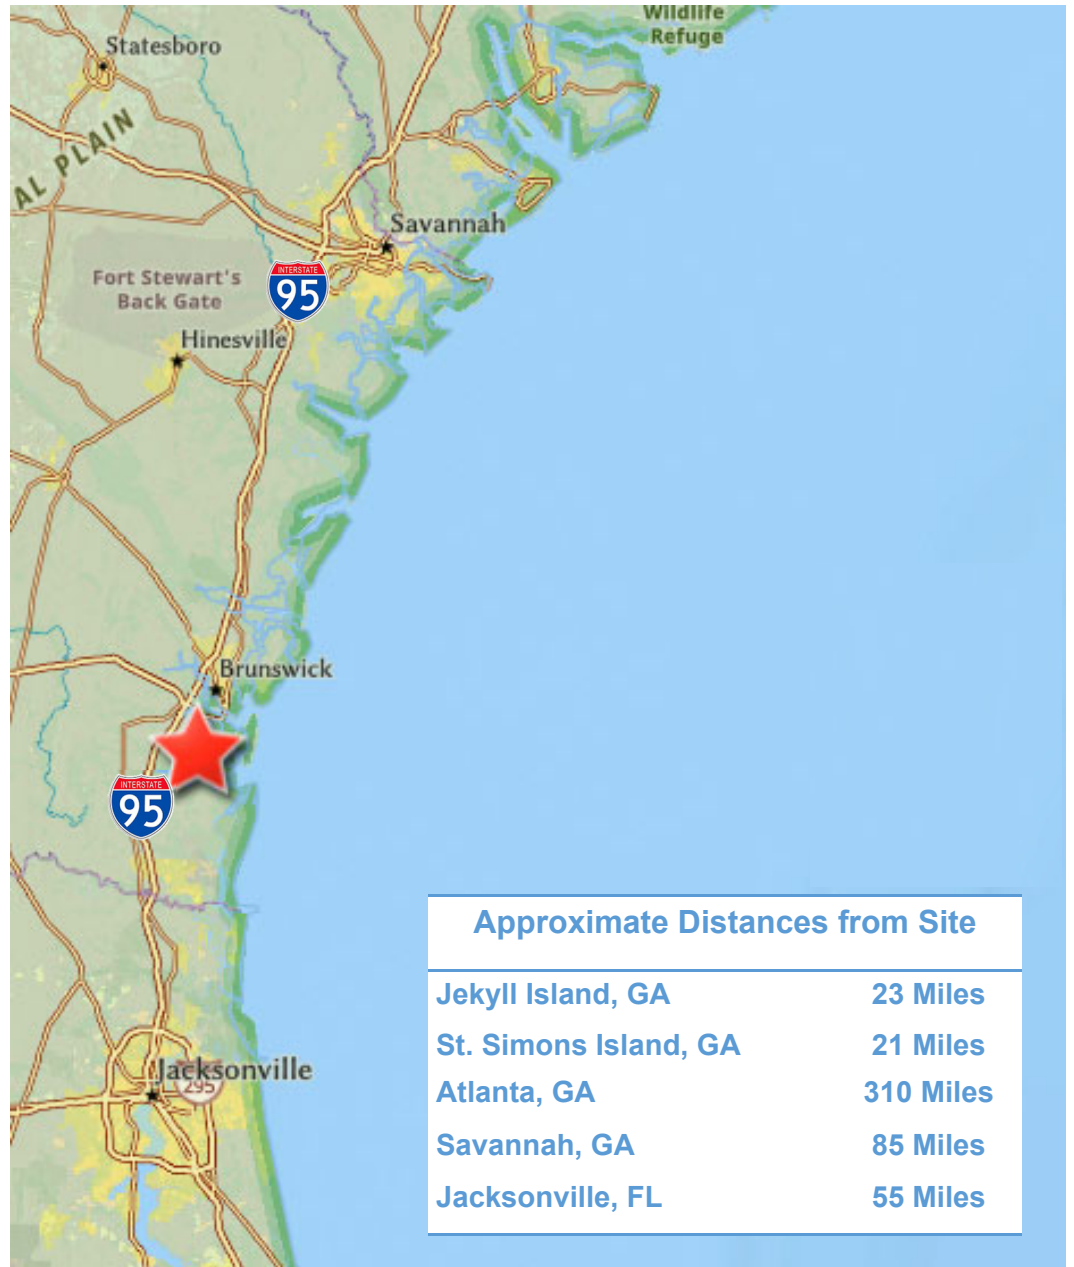 Wildlife
Refuge
Statesboro
AL PLAIN
Savannah
Fort Stewart's
Back Gate
INTERSTATE
95
Hinesville
Brunswick
INTERSTATE
95
Jacksonville
295
Approximate Distances from Site
Jekyll Island, GA 23 Miles
St. Simons Island, GA 21 Miles
Atlanta, GA 310 Miles
Savannah, GA 85 Miles
Jacksonville, FL 55 Miles